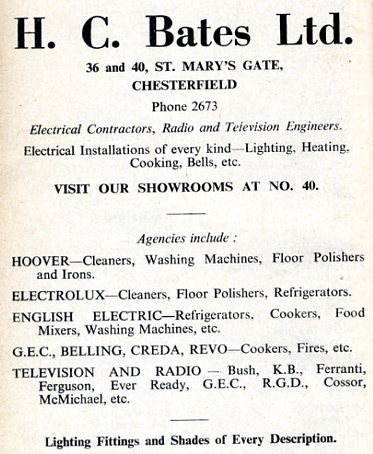 H. C. Bates Ltd.
36 and 40, ST. MARY'S GATE,
CHESTERFIELD
Phone 2673
Electrical Contractors, Radio and Television Engineers.
Electrical Installations of every kind—Lighting, Heating,
Cooking, Bells, etc.
VISIT OUR SHOWROOMS AT NO. 40.
Agencies include :
HOOVER—Cleaners, Washing Machines, Floor Polishers
and Irons.
ELECTROLUX—Cleaners, Floor Polishers, Refrigerators.
ENGLISH ELECTRIC—Refrigerators, Cookers, Food
Mixers, Washing Machines, etc.
G.E.C., BELLING, CREDA, REVO—Cookers, Fires, etc.
TELEVISION AND RADIO — Bush, K.B., Ferranti,
Ferguson, Ever Ready, G.E.C., R.G.D., Cossor,
McMichael, etc.
Lighting Fittings and Shades of Every Description.